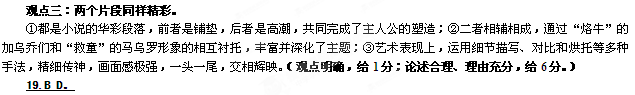 观点三：两个片段同样精彩。
①都是小说的华彩段落，前者是铺垫，后者是高潮，共同完成了主人公的塑造；②二者相辅相成，通过“烙牛”的
加乌乔们和“救童”的马乌罗形象的相互衬托，丰富并深化了主题；③艺术表现上，运用细节描写、对比和烘托等多种
手法，精细传神，画面感极强，一头一尾，交相辉映。（观点明确，给1分；论述合理、理由充分，给6分。）
19.B D。